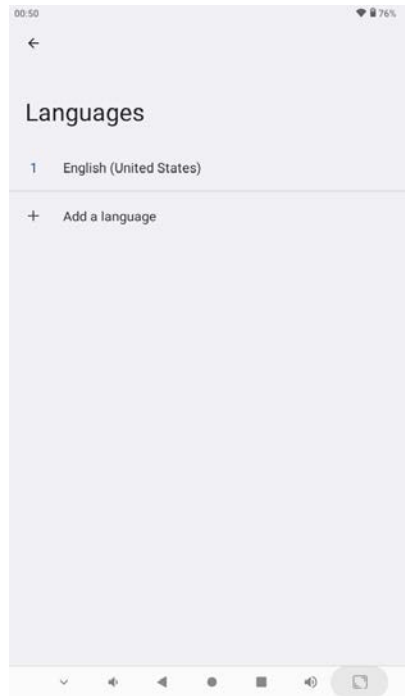 00:50
76%
Languages
1 English (United States)
+ Add a language